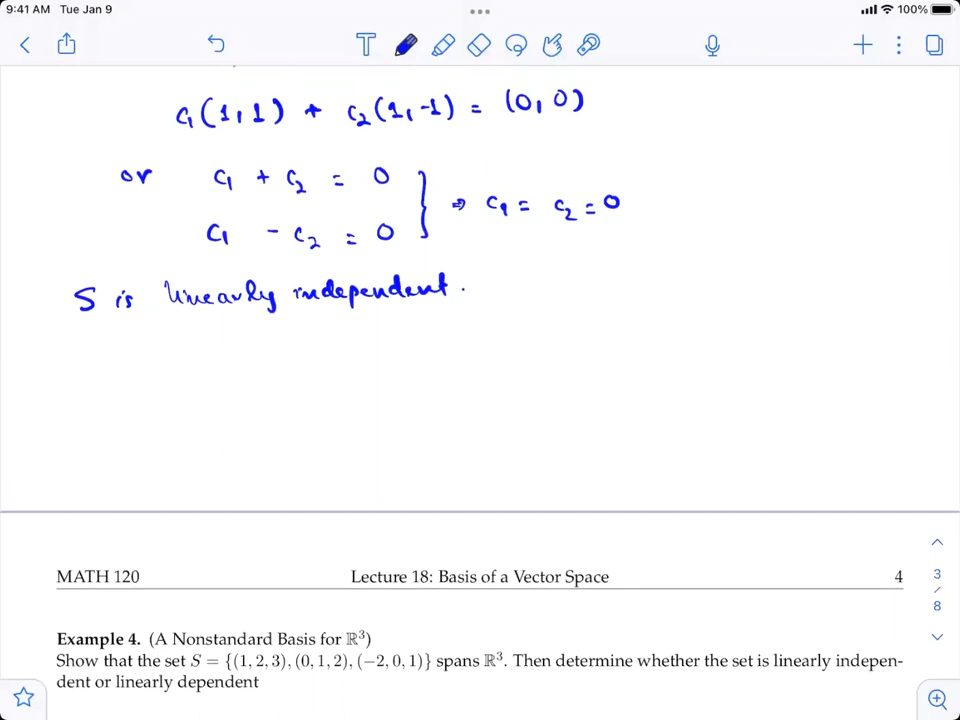 9:41 AM Tue Jan 9
100%
c₁(1,1) + c₂(1,-1) = (0,0)
or c₁ + c₂ = 0
⇒ c₁ = c₂ = 0
c₁ - c₂ = 0
S is linearly independent.
MATH 120 Lecture 18: Basis of a Vector Space 4
3
/
8
Example 4. (A Nonstandard Basis for ℝ³)
Show that the set S = {(1, 2, 3), (0, 1, 2), (−2, 0, 1)} spans ℝ³. Then determine whether the set is linearly indepen-
dent or linearly dependent